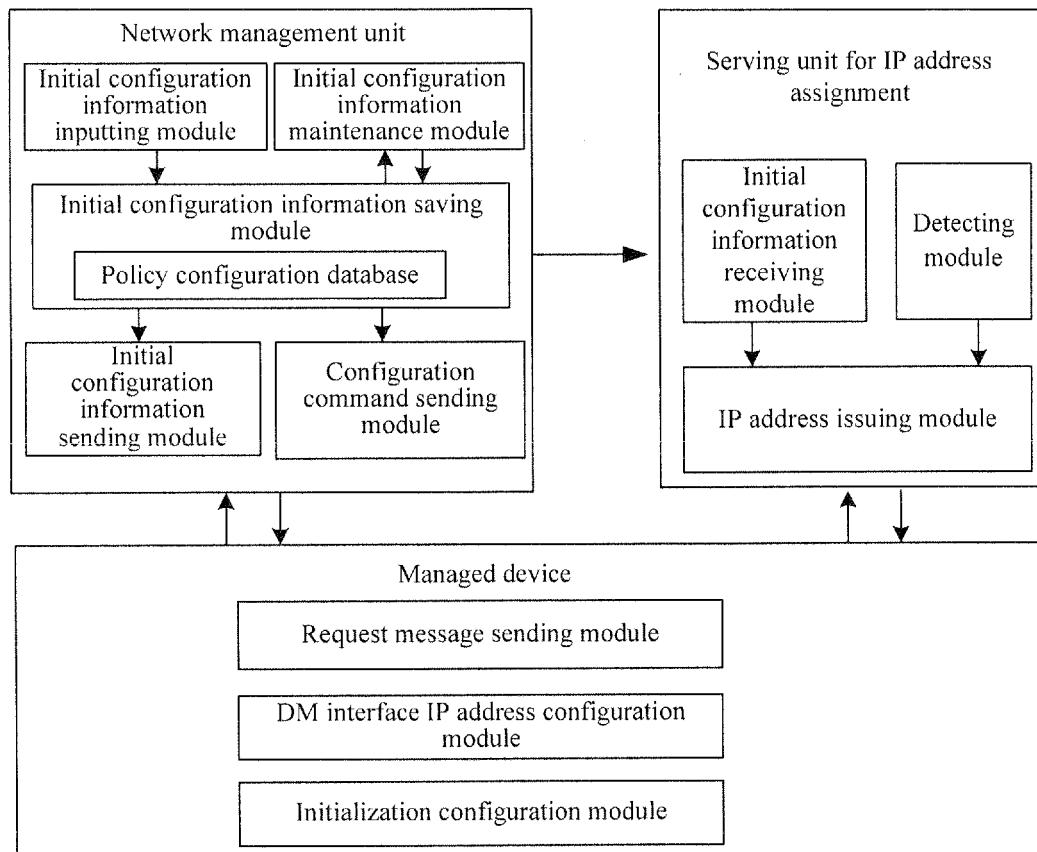 Network management unit
Initial configuration
information
inputting module
Initial configuration
information
maintenance module
Initial configuration information saving
module
Policy configuration database
Initial
configuration
information
sending module
Configuration
command sending
module
Serving unit for IP address
assignment
Initial
configuration
information
receiving
module
Detecting
module
IP address issuing module
Managed device
Request message sending module
DM interface IP address configuration
module
Initialization configuration module